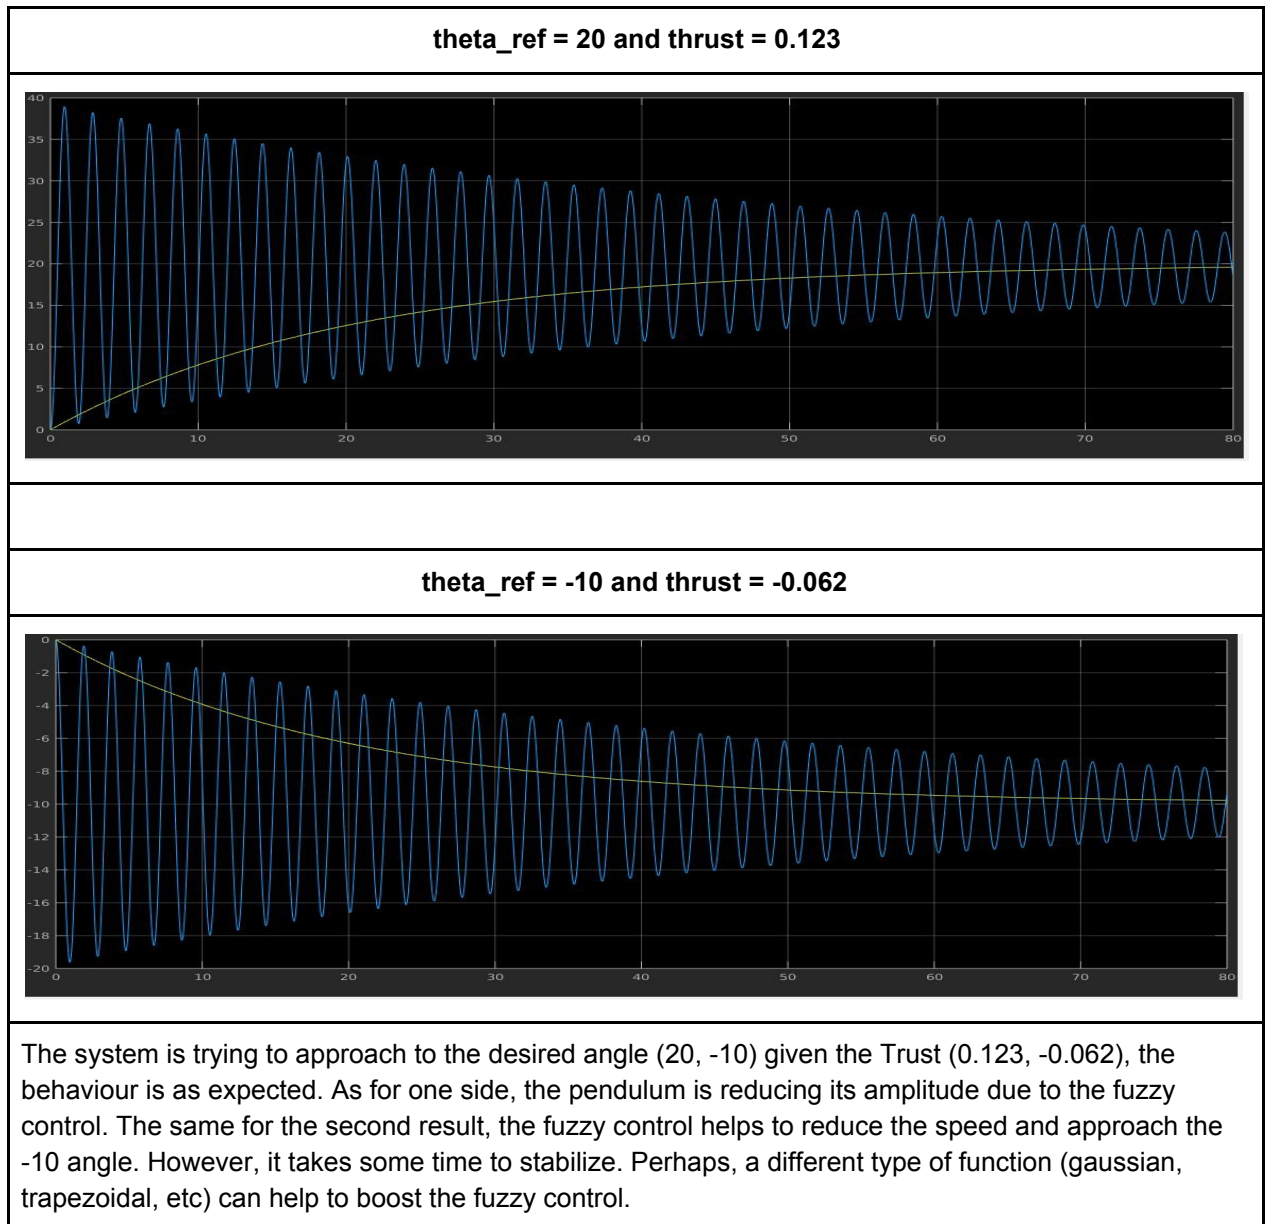 theta_ref = 20 and thrust = 0.123
40
35
30
25
20
15
10
5
0
0 10 20 30 40 50 60 70 80
theta_ref = -10 and thrust = -0.062
0
-2
-4
-6
-8
-10
-12
-14
-16
-18
-20
0 10 20 30 40 50 60 70 80
The system is trying to approach to the desired angle (20, -10) given the Trust (0.123, -0.062), the
behaviour is as expected. As for one side, the pendulum is reducing its amplitude due to the fuzzy
control. The same for the second result, the fuzzy control helps to reduce the speed and approach the
-10 angle. However, it takes some time to stabilize. Perhaps, a different type of function (gaussian,
trapezoidal, etc) can help to boost the fuzzy control.